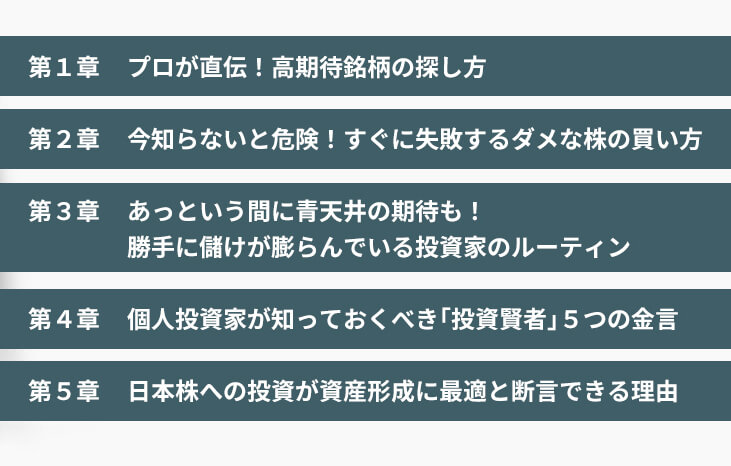 第１章 プロが直伝！高期待銘柄の探し方
第２章 今知らないと危険！すぐに失敗するダメな株の買い方
第３章 あっという間に青天井の期待も！
勝手に儲けが膨らんでいる投資家のルーティン
第４章 個人投資家が知っておくべき｢投資賢者｣５つの金言
第５章 日本株への投資が資産形成に最適と断言できる理由